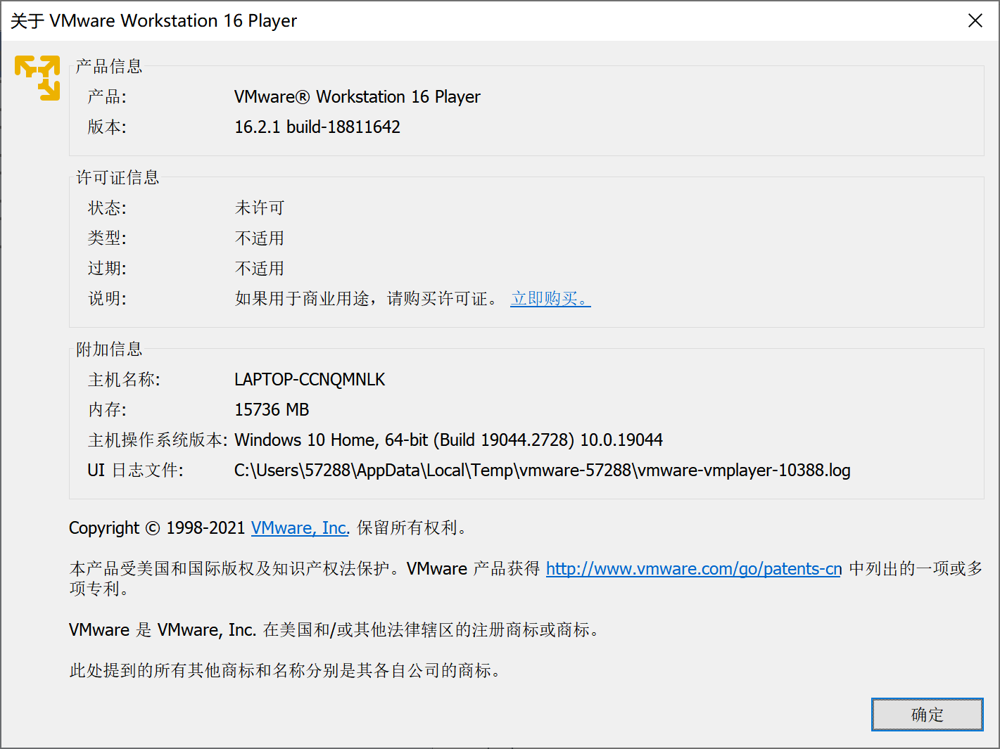 关于 VMware Workstation 16 Player
产品信息
产品: VMware® Workstation 16 Player
版本: 16.2.1 build-18811642
许可证信息
状态: 未许可
类型: 不适用
过期: 不适用
说明: 如果用于商业用途，请购买许可证。 立即购买。
附加信息
主机名称: LAPTOP-CCNQMNLK
内存: 15736 MB
主机操作系统版本: Windows 10 Home, 64-bit (Build 19044.2728) 10.0.19044
UI 日志文件: C:\Users\57288\AppData\Local\Temp\vmware-57288\vmware-vmplayer-10388.log
Copyright © 1998-2021 VMware, Inc. 保留所有权利。
本产品受美国和国际版权及知识产权法保护。VMware 产品获得 http://www.vmware.com/go/patents-cn 中列出的一项或多
项专利。
VMware 是 VMware, Inc. 在美国和/或其他法律辖区的注册商标或商标。
此处提到的所有其他商标和名称分别是其各自公司的商标。
确定